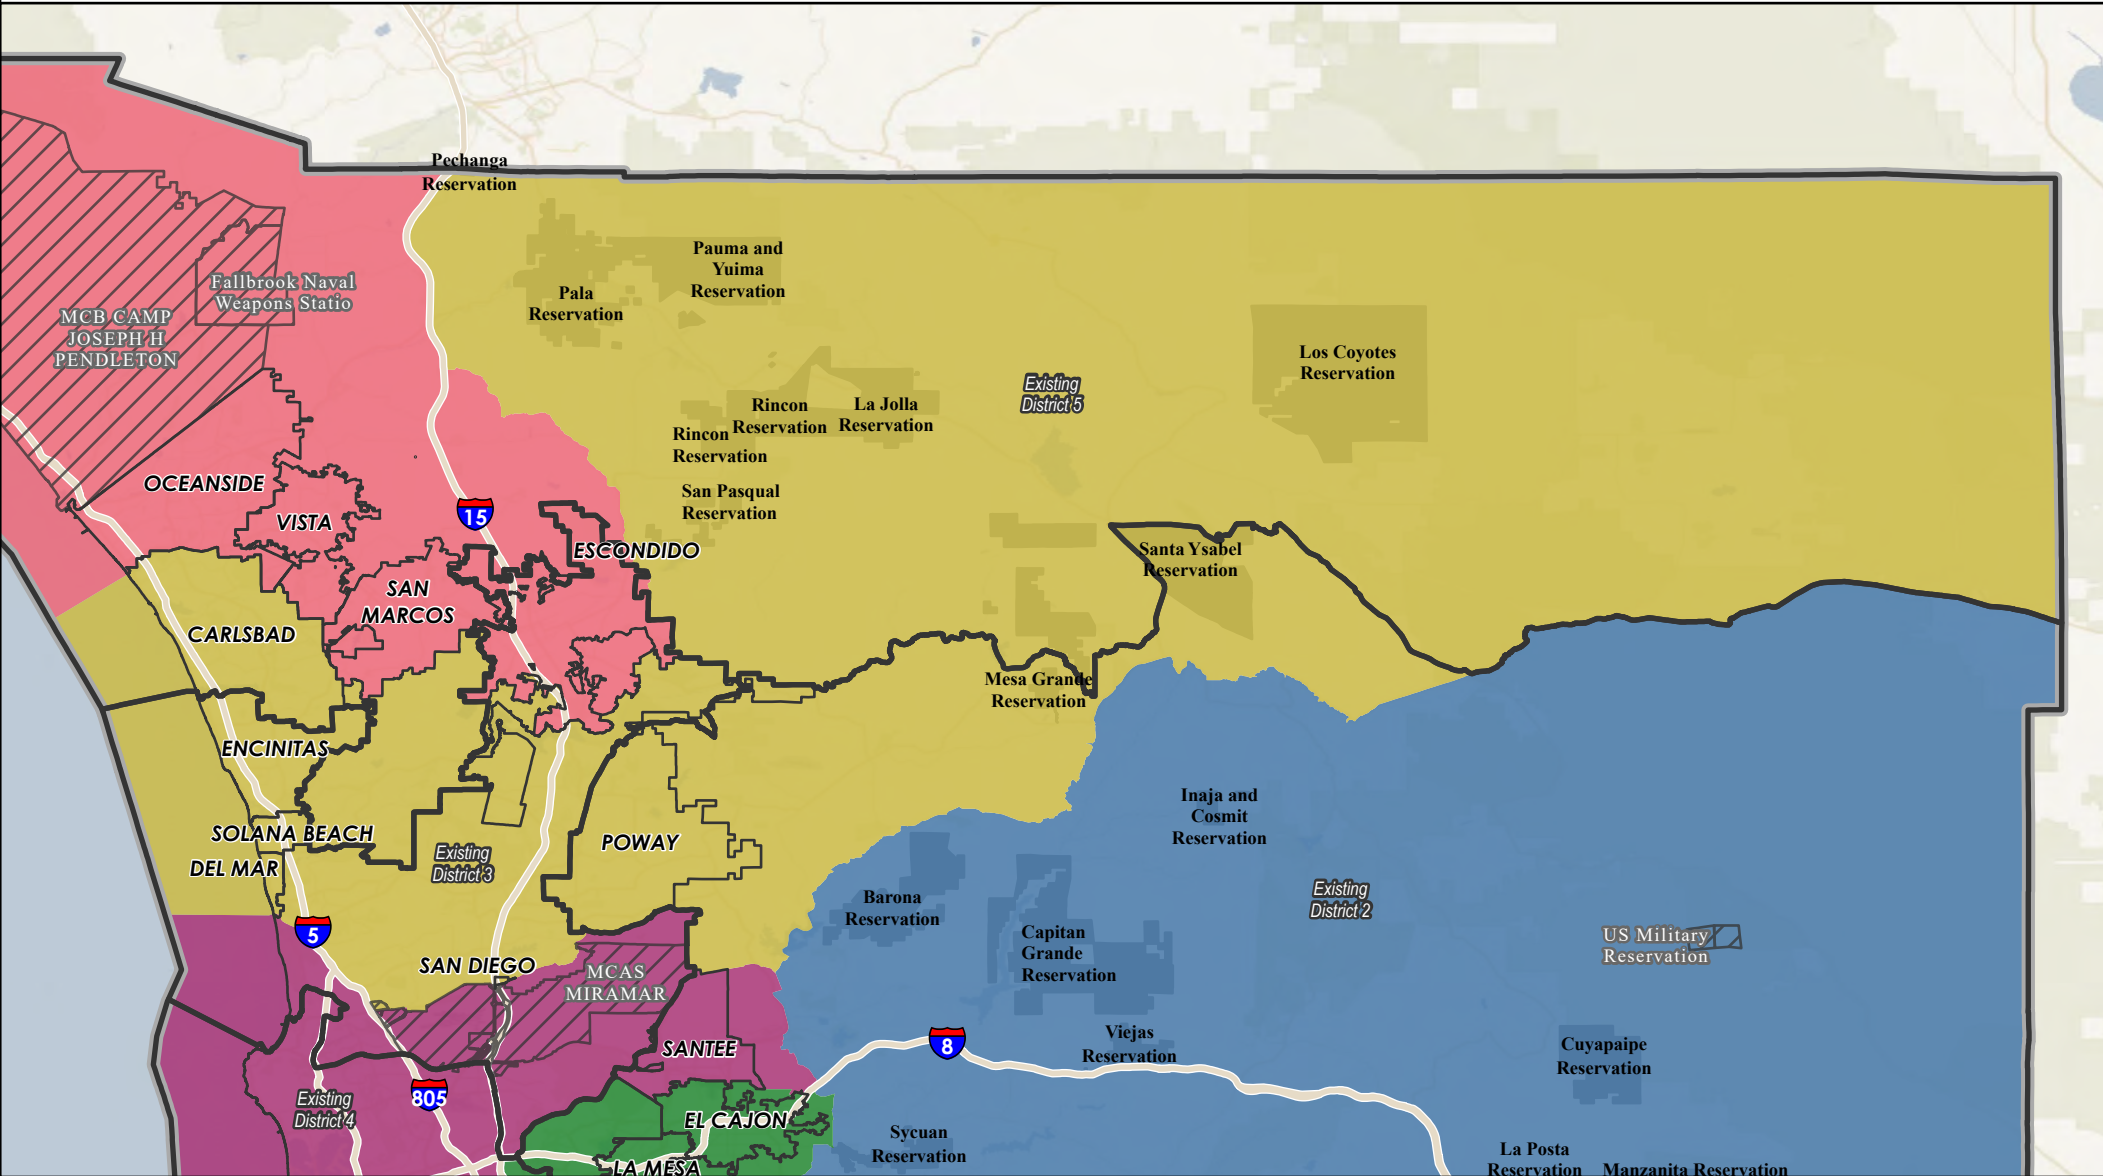 Pechanga
Reservation
Pauma and
Yuima
Reservation
Pala
Reservation
Fallbrook Naval
Weapons Statio
MCB CAMP
JOSEPH H
PENDLETON
Los Coyotes
Reservation
Existing
District 5
Rincon
Reservation
La Jolla
Reservation
Rincon
Reservation
OCEANSIDE
VISTA
15
San Pasqual
Reservation
ESCONDIDO
Santa Ysabel
Reservation
SAN
MARCOS
CARLSBAD
Mesa Grande
Reservation
ENCINITAS
SOLANA BEACH
DEL MAR
Existing
District 3
POWAY
Inaja and
Cosmit
Reservation
Barona
Reservation
Existing
District 2
5
Capitan
Grande
Reservation
US Military
Reservation
SAN DIEGO
MCAS
MIRAMAR
SANTEE
8
Viejas
Reservation
Cuyapaipe
Reservation
805
Existing
District 4
EL CAJON
Sycuan
Reservation
LA MESA
La Posta
Reservation
Manzanita Reservation